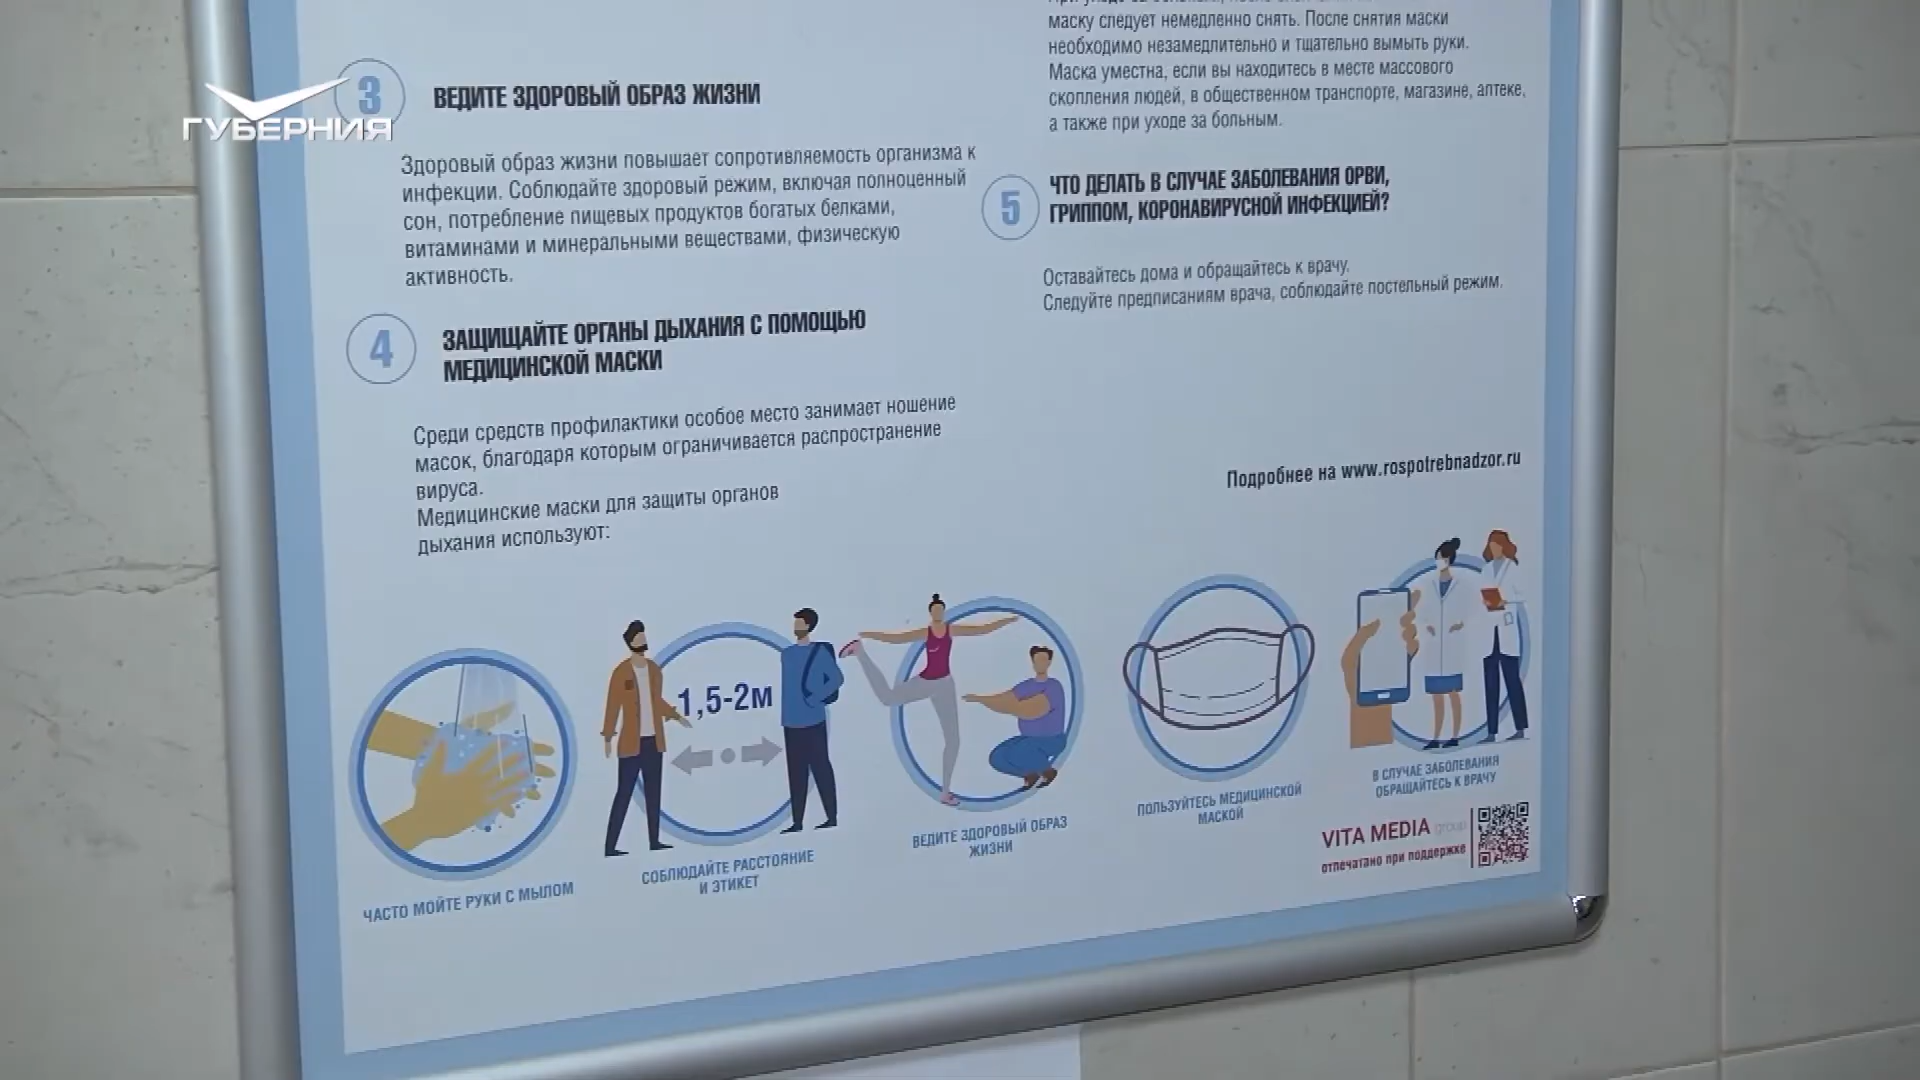 ГУБЕРНИЯ
3
ВЕДИТЕ ЗДОРОВЫЙ ОБРАЗ ЖИЗНИ
Здоровый образ жизни повышает сопротивляемость организма к
инфекции. Соблюдайте здоровый режим, включая полноценный
сон, потребление пищевых продуктов богатых белками,
витаминами и минеральными веществами, физическую
активность.
4
ЗАЩИЩАЙТЕ ОРГАНЫ ДЫХАНИЯ С ПОМОЩЬЮ
МЕДИЦИНСКОЙ МАСКИ
Среди средств профилактики особое место занимает ношение
масок, благодаря которым ограничивается распространение
вируса.
Медицинские маски для защиты органов
дыхания используют:
маску следует немедленно снять. После снятия маски
необходимо незамедлительно и тщательно вымыть руки.
Маска уместна, если вы находитесь в месте массового
скопления людей, в общественном транспорте, магазине, аптеке,
а также при уходе за больным.
5
ЧТО ДЕЛАТЬ В СЛУЧАЕ ЗАБОЛЕВАНИЯ ОРВИ,
ГРИППОМ, КОРОНАВИРУСНОЙ ИНФЕКЦИЕЙ?
Оставайтесь дома и обращайтесь к врачу.
Следуйте предписаниям врача, соблюдайте постельный режим.
Подробнее на www.rospotrebnadzor.ru
1,5-2м
ЧАСТО МОЙТЕ РУКИ С МЫЛОМ
СОБЛЮДАЙТЕ РАССТОЯНИЕ
И ЭТИКЕТ
ВЕДИТЕ ЗДОРОВЫЙ ОБРАЗ
ЖИЗНИ
ПОЛЬЗУЙТЕСЬ МЕДИЦИНСКОЙ
МАСКОЙ
В СЛУЧАЕ ЗАБОЛЕВАНИЯ
ОБРАЩАЙТЕСЬ К ВРАЧУ
VITA MEDIA group
отпечатано при поддержке